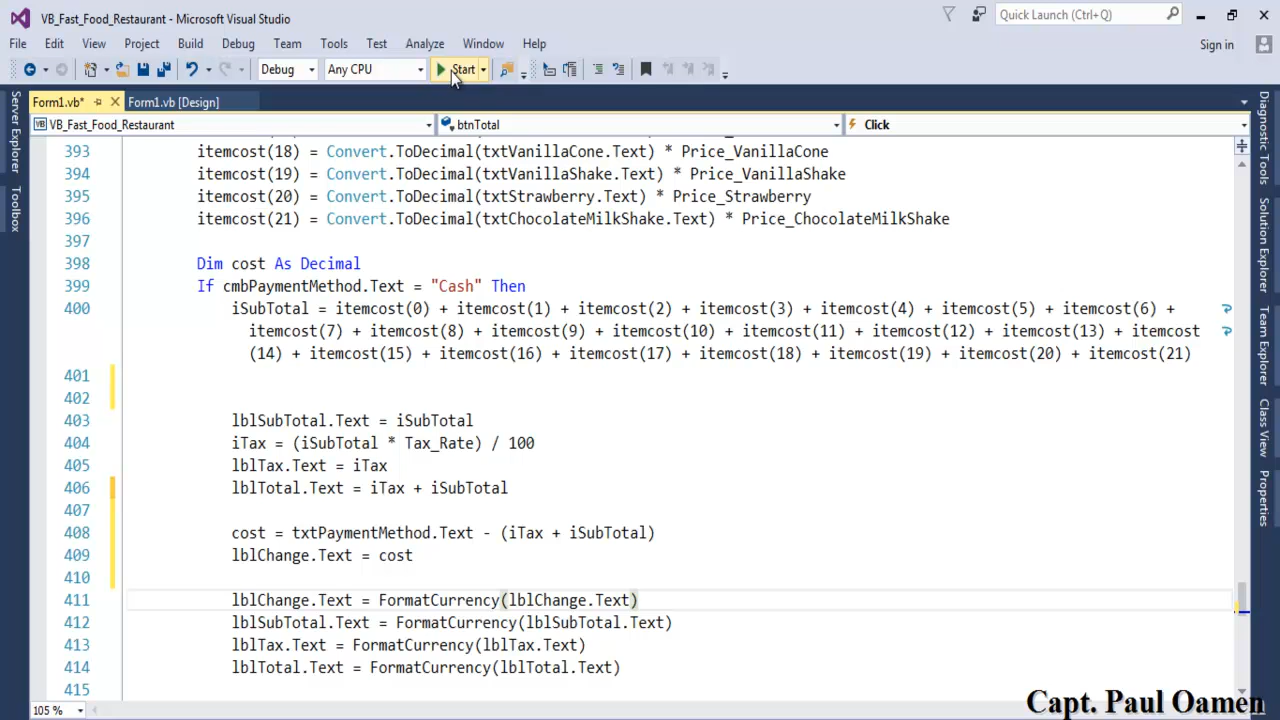 VB_Fast_Food_Restaurant - Microsoft Visual Studio
Quick Launch (Ctrl+Q)
File Edit View Project Build Debug Team Tools Test Analyze Window Help
Sign in
Debug Any CPU Start
Form1.vb* Form1.vb [Design]
VB_Fast_Food_Restaurant btnTotal Click
Server Explorer
Toolbox
393 itemcost(18) = Convert.ToDecimal(txtVanillaCone.Text) * Price_VanillaCone
394 itemcost(19) = Convert.ToDecimal(txtVanillaShake.Text) * Price_VanillaShake
395 itemcost(20) = Convert.ToDecimal(txtStrawberry.Text) * Price_Strawberry
396 itemcost(21) = Convert.ToDecimal(txtChocolateMilkShake.Text) * Price_ChocolateMilkShake
397
398 Dim cost As Decimal
399 If cmbPaymentMethod.Text = "Cash" Then
400 iSubTotal = itemcost(0) + itemcost(1) + itemcost(2) + itemcost(3) + itemcost(4) + itemcost(5) + itemcost(6) +
itemcost(7) + itemcost(8) + itemcost(9) + itemcost(10) + itemcost(11) + itemcost(12) + itemcost(13) + itemcost
(14) + itemcost(15) + itemcost(16) + itemcost(17) + itemcost(18) + itemcost(19) + itemcost(20) + itemcost(21)
401
402
403 lblSubTotal.Text = iSubTotal
404 iTax = (iSubTotal * Tax_Rate) / 100
405 lblTax.Text = iTax
406 lblTotal.Text = iTax + iSubTotal
407
408 cost = txtPaymentMethod.Text - (iTax + iSubTotal)
409 lblChange.Text = cost
410
411 lblChange.Text = FormatCurrency(lblChange.Text)
412 lblSubTotal.Text = FormatCurrency(lblSubTotal.Text)
413 lblTax.Text = FormatCurrency(lblTax.Text)
414 lblTotal.Text = FormatCurrency(lblTotal.Text)
415
Diagnostic Tools
Solution Explorer
Team Explorer
Class View
Properties
105 %
Capt. Paul Oamen